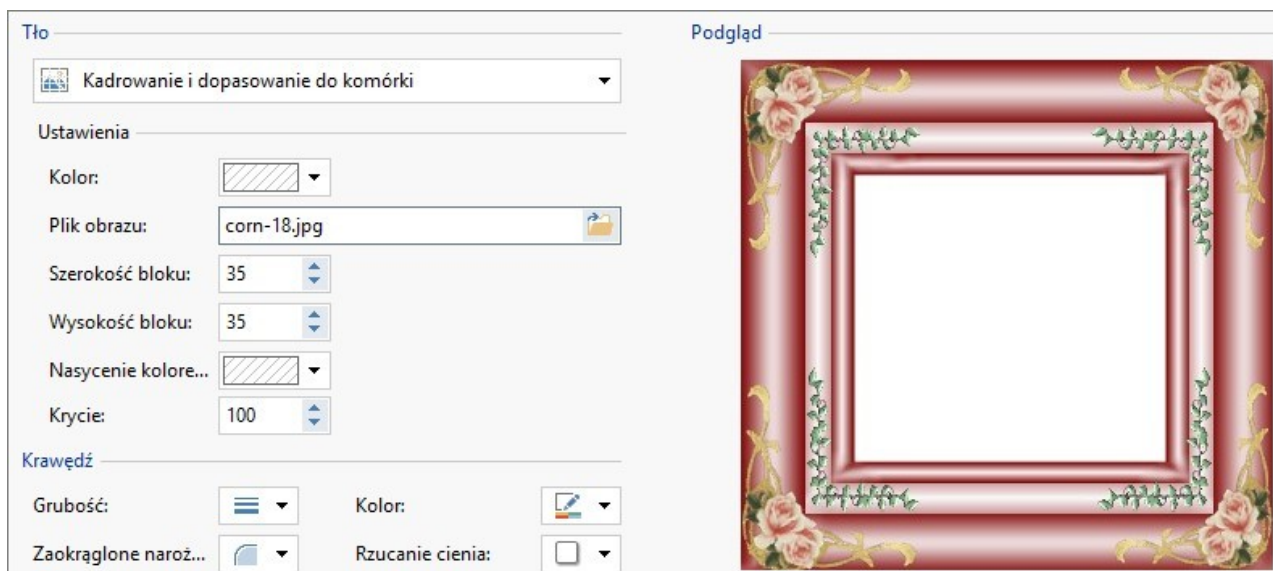 Tło
Kadrowanie i dopasowanie do komórki
Ustawienia
Kolor:
Plik obrazu: corn-18.jpg
Szerokość bloku: 35
Wysokość bloku: 35
Nasycenie kolore...
Krycie: 100
Krawędź
Grubość: Kolor:
Zaokrąglone naroż... Rzucanie cienia:
Podgląd